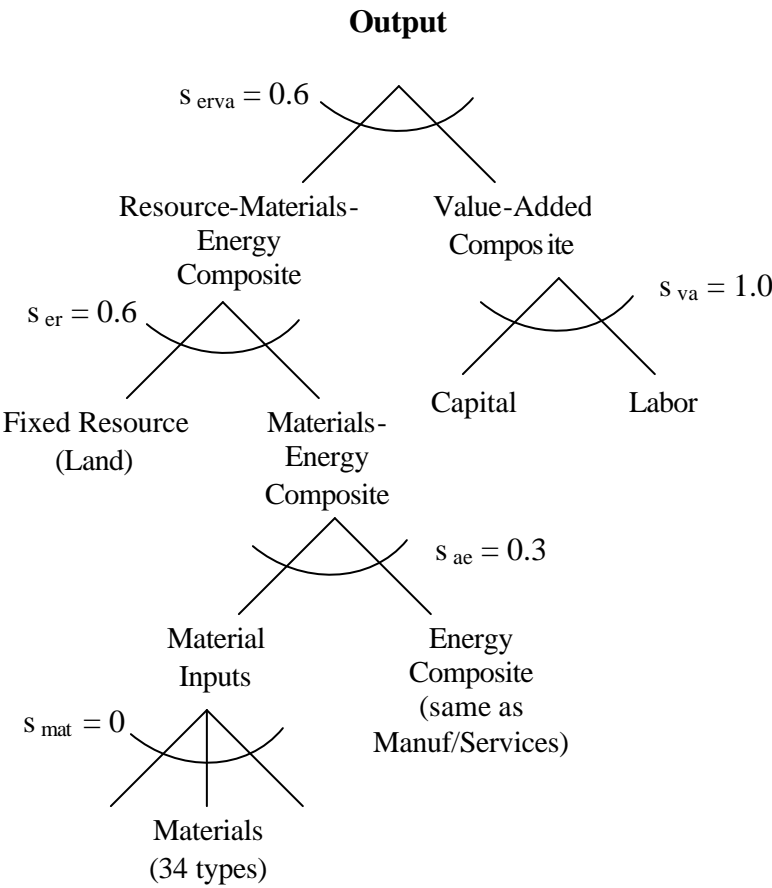 Output
s erva = 0.6
Resource-Materials-
Energy
Composite
Value-Added
Composite
s er = 0.6
s va = 1.0
Fixed Resource
(Land)
Materials-
Energy
Composite
Capital
Labor
s ae = 0.3
Material
Inputs
Energy
Composite
(same as
Manuf/Services)
s mat = 0
Materials
(34 types)